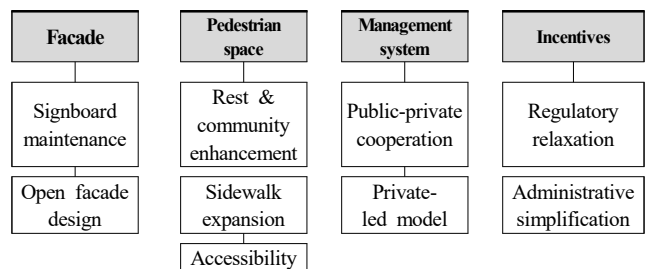 Facade
Signboard
maintenance
Open facade
design
Pedestrian
space
Rest &
community
enhancement
Sidewalk
expansion
Accessibility
Management
system
Public-private
cooperation
Private-
led model
Incentives
Regulatory
relaxation
Administrative
simplification